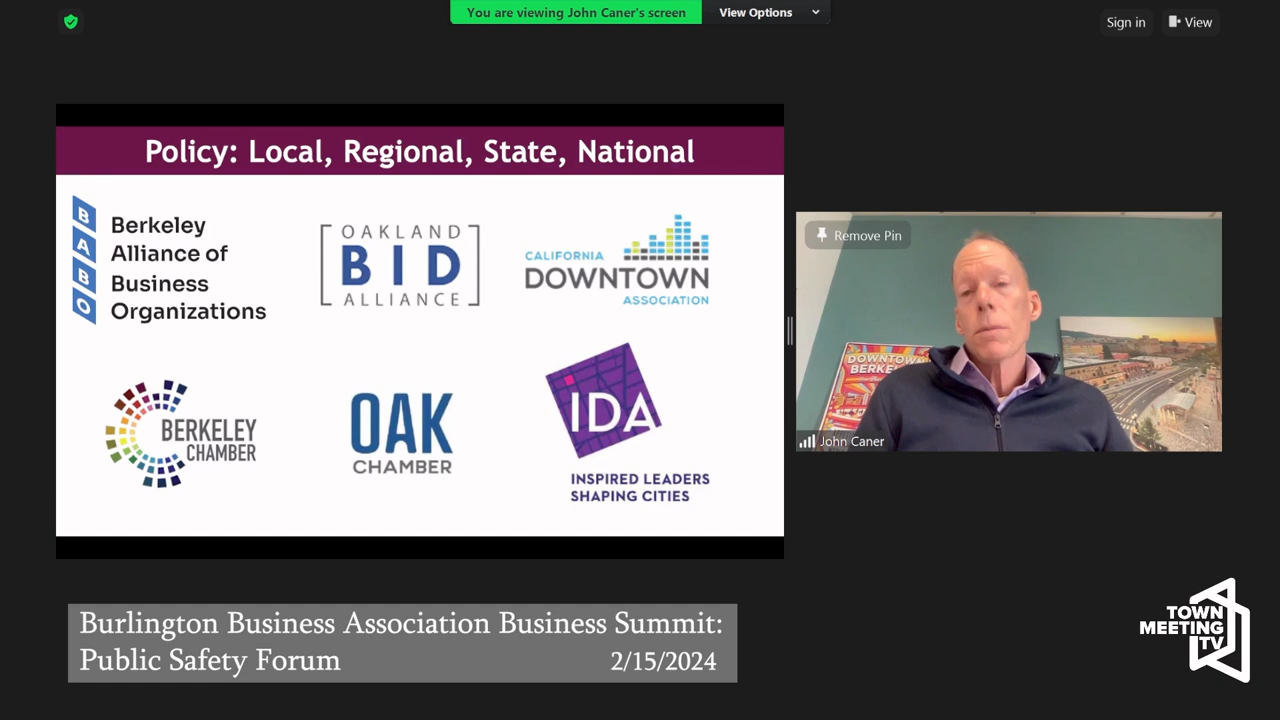 You are viewing John Caner's screen
View Options
Sign in
View
Policy: Local, Regional, State, National
B
A
B
O
Berkeley
Alliance of
Business
Organizations
OAKLAND
BID
ALLIANCE
CALIFORNIA
DOWNTOWN
ASSOCIATION
BERKELEY
CHAMBER
OAK
CHAMBER
IDA
INSPIRED LEADERS
SHAPING CITIES
Remove Pin
DOWNTOWN
John Caner
Burlington Business Association Business Summit:
Public Safety Forum 2/15/2024
TOWN
MEETING
TV